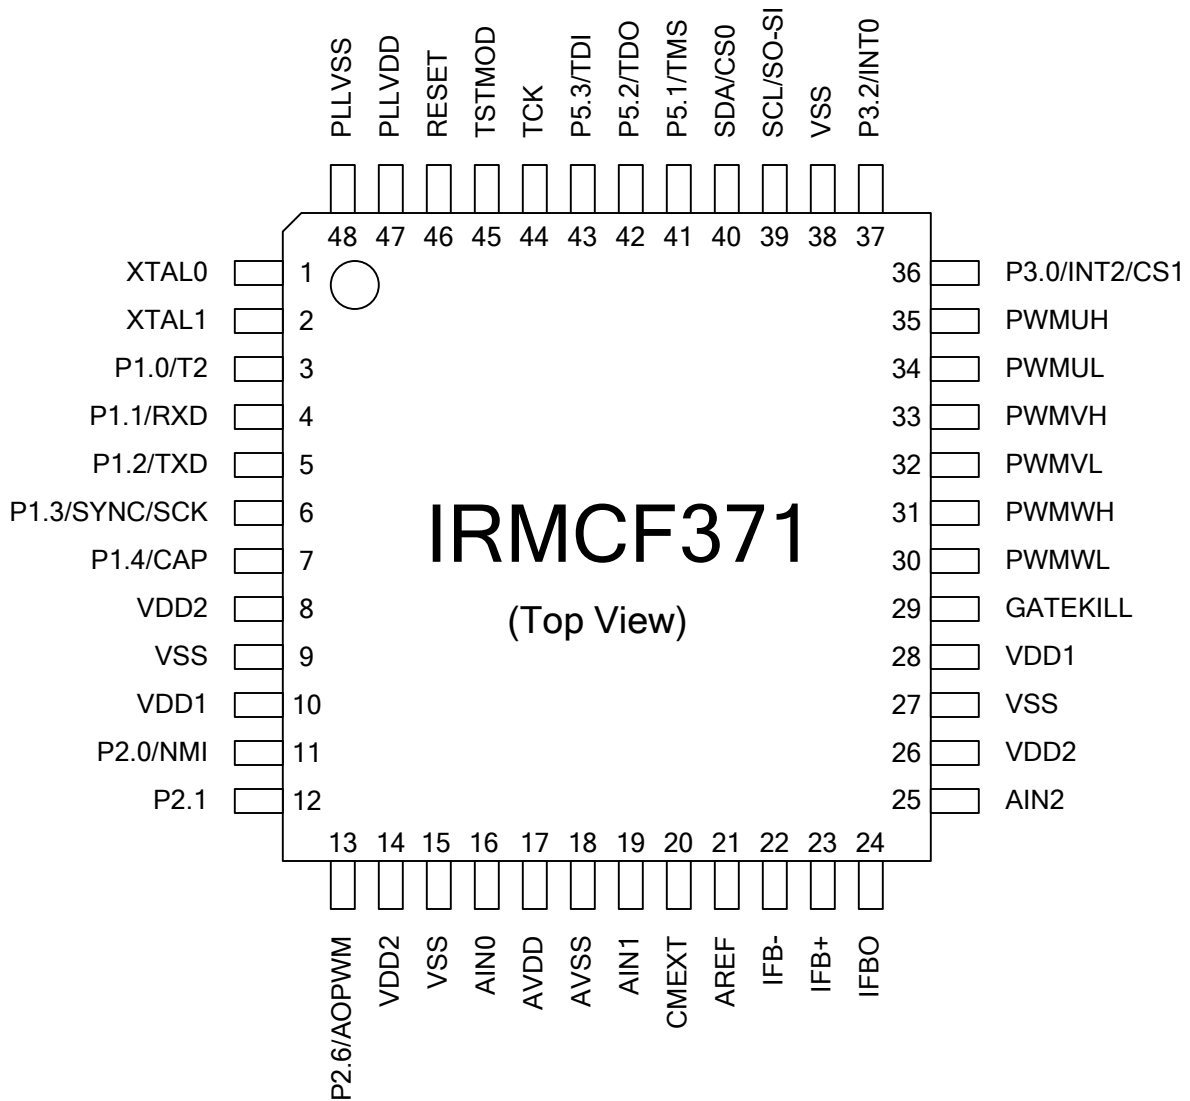 PLLVSS
PLLVDD
RESET
TSTMOD
TCK
P5.3/TDI
P5.2/TDO
P5.1/TMS
SDA/CS0
SCL/SO-SI
VSS
P3.2/INT0
48 47 46 45 44 43 42 41 40 39 38 37
XTAL0 1
XTAL1 2
P1.0/T2 3
P1.1/RXD 4
P1.2/TXD 5
P1.3/SYNC/SCK 6
P1.4/CAP 7
VDD2 8
VSS 9
VDD1 10
P2.0/NMI 11
P2.1 12
IRMCF371
(Top View)
36 P3.0/INT2/CS1
35 PWMUH
34 PWMUL
33 PWMVH
32 PWMVL
31 PWMWH
30 PWMWL
29 GATEKILL
28 VDD1
27 VSS
26 VDD2
25 AIN2
13 14 15 16 17 18 19 20 21 22 23 24
P2.6/AOPWM
VDD2
VSS
AIN0
AVDD
AVSS
AIN1
CMEXT
AREF
IFB-
IFB+
IFBO